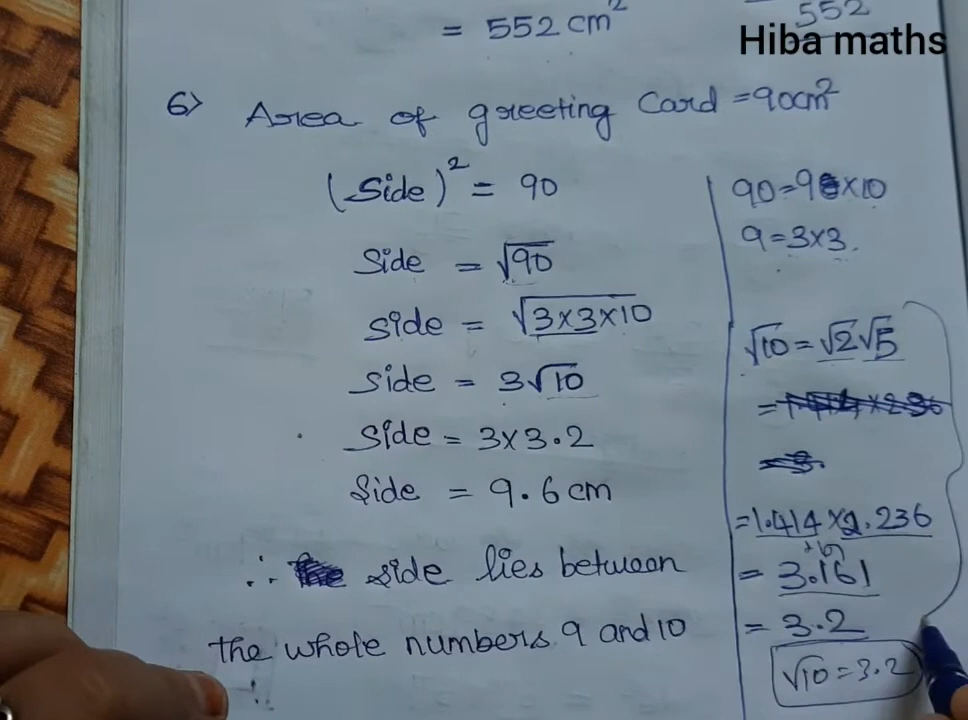 = 552 cm²
552
Hiba maths
6) Area of greeting Card = 90cm²
(Side)² = 90
Side = √90
Side = √3×3×10
Side = 3√10
Side = 3×3.2
Side = 9.6 cm
∴ side lies between
the whole numbers 9 and 10
90=9×10
9=3×3.
√10 = √2√5
=1.414×2.236
= 3.161
= 3.2
√10=3.2